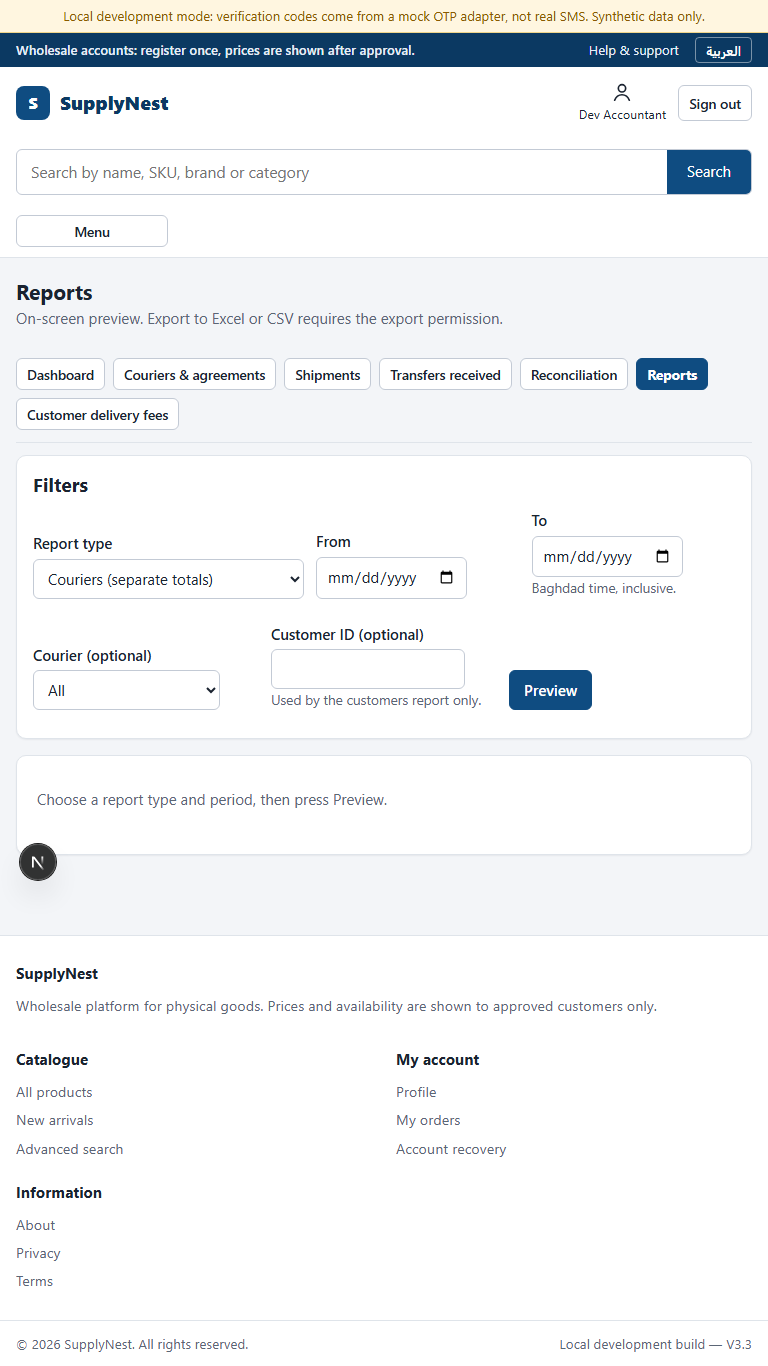 Local development mode: verification codes come from a mock OTP adapter, not real SMS. Synthetic data only.
Wholesale accounts: register once, prices are shown after approval.
Help & support
العربية
S
SupplyNest
Dev Accountant
Sign out
Search by name, SKU, brand or category
Search
Menu
Reports
On-screen preview. Export to Excel or CSV requires the export permission.
Dashboard
Couriers & agreements
Shipments
Transfers received
Reconciliation
Reports
Customer delivery fees
Filters
Report type
Couriers (separate totals)
From
mm/dd/yyyy
To
mm/dd/yyyy
Baghdad time, inclusive.
Courier (optional)
All
Customer ID (optional)
Used by the customers report only.
Preview
Choose a report type and period, then press Preview.
N
SupplyNest
Wholesale platform for physical goods. Prices and availability are shown to approved customers only.
Catalogue
All products
New arrivals
Advanced search
My account
Profile
My orders
Account recovery
Information
About
Privacy
Terms
© 2026 SupplyNest. All rights reserved.
Local development build — V3.3